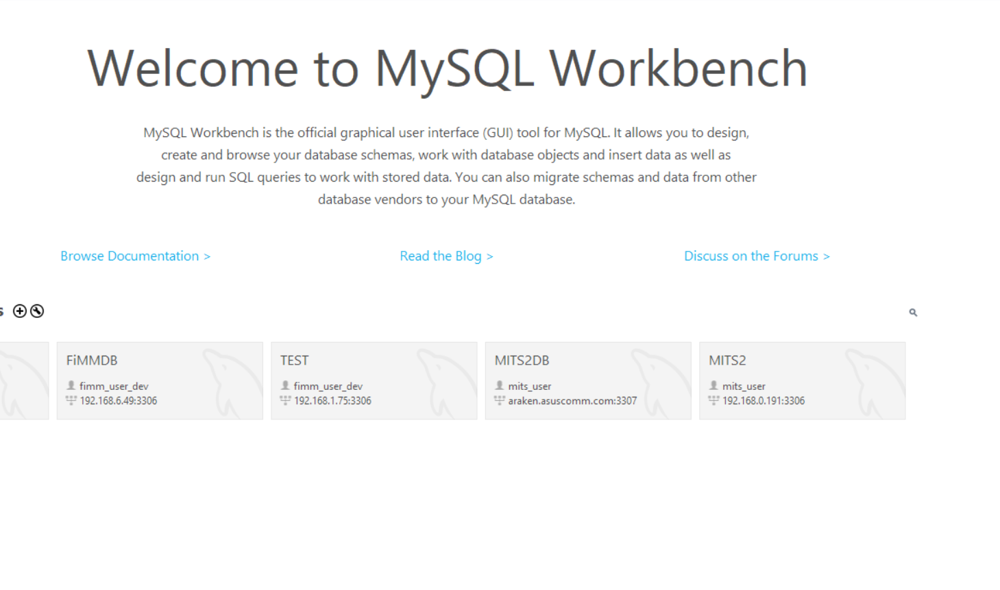 Welcome to MySQL Workbench
MySQL Workbench is the official graphical user interface (GUI) tool for MySQL. It allows you to design,
create and browse your database schemas, work with database objects and insert data as well as
design and run SQL queries to work with stored data. You can also migrate schemas and data from other
database vendors to your MySQL database.
Browse Documentation >
Read the Blog >
Discuss on the Forums >
s
FiMMDB
fimm_user_dev
192.168.6.49:3306
TEST
fimm_user_dev
192.168.1.75:3306
MITS2DB
mits_user
araken.asuscomm.com:3307
MITS2
mits_user
192.168.0.191:3306